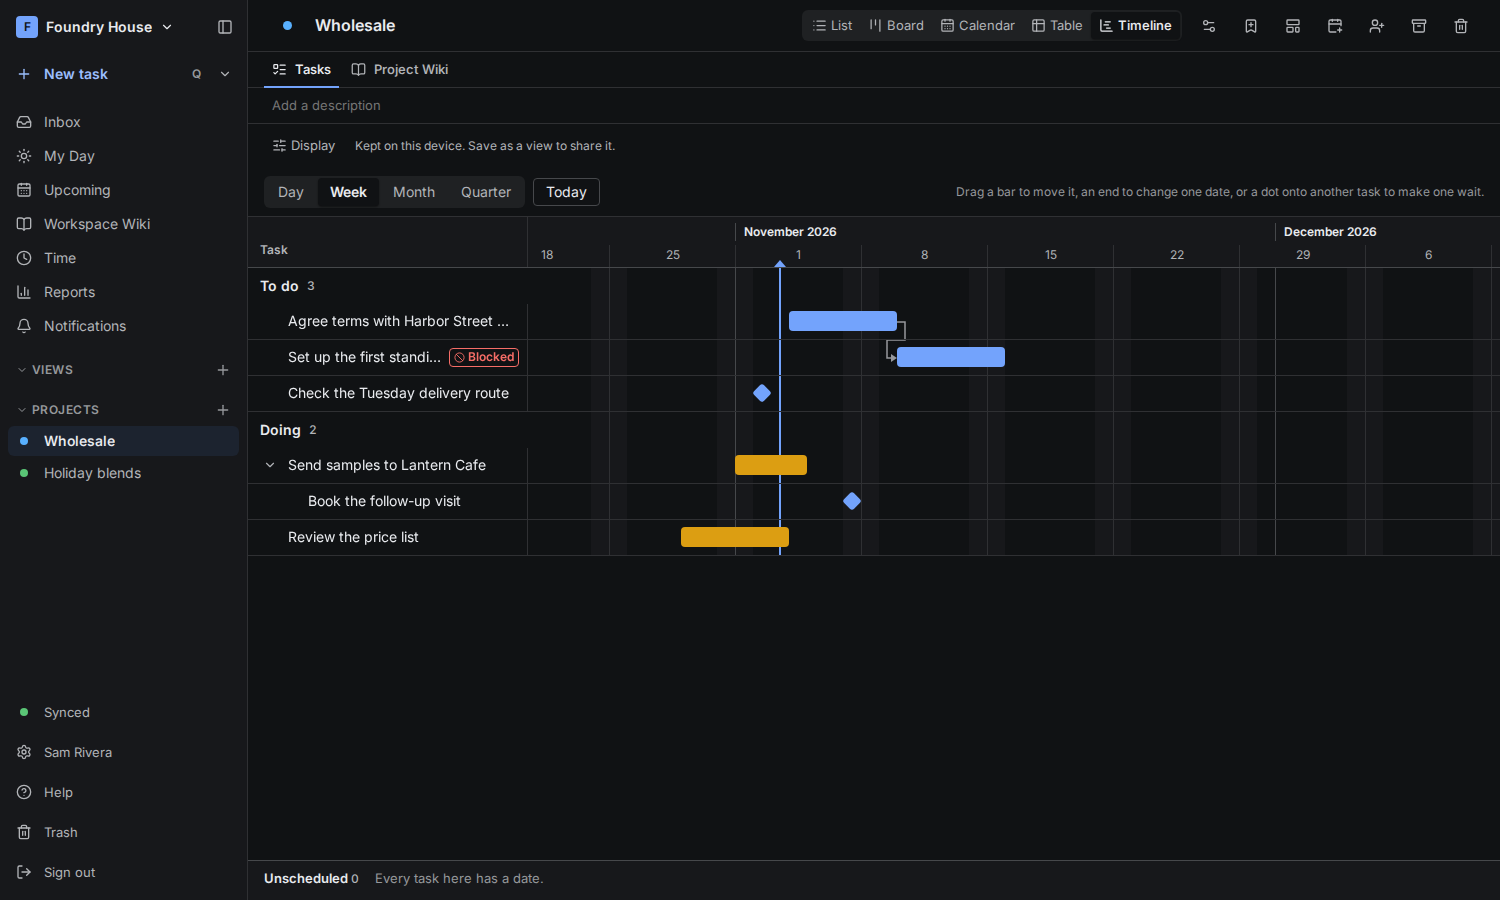 F Foundry House
New task Q
Inbox
My Day
Upcoming
Workspace Wiki
Time
Reports
Notifications
VIEWS
PROJECTS
Wholesale
Holiday blends
Synced
Sam Rivera
Help
Trash
Sign out
Wholesale
List Board Calendar Table Timeline
Tasks Project Wiki
Add a description
Display Kept on this device. Save as a view to share it.
Day Week Month Quarter Today Drag a bar to move it, an end to change one date, or a dot onto another task to make one wait.
November 2026 December 2026
Task 18 25 1 8 15 22 29 6
To do 3
Agree terms with Harbor Street ...
Set up the first standi... Blocked
Check the Tuesday delivery route
Doing 2
Send samples to Lantern Cafe
Book the follow-up visit
Review the price list
Unscheduled 0 Every task here has a date.